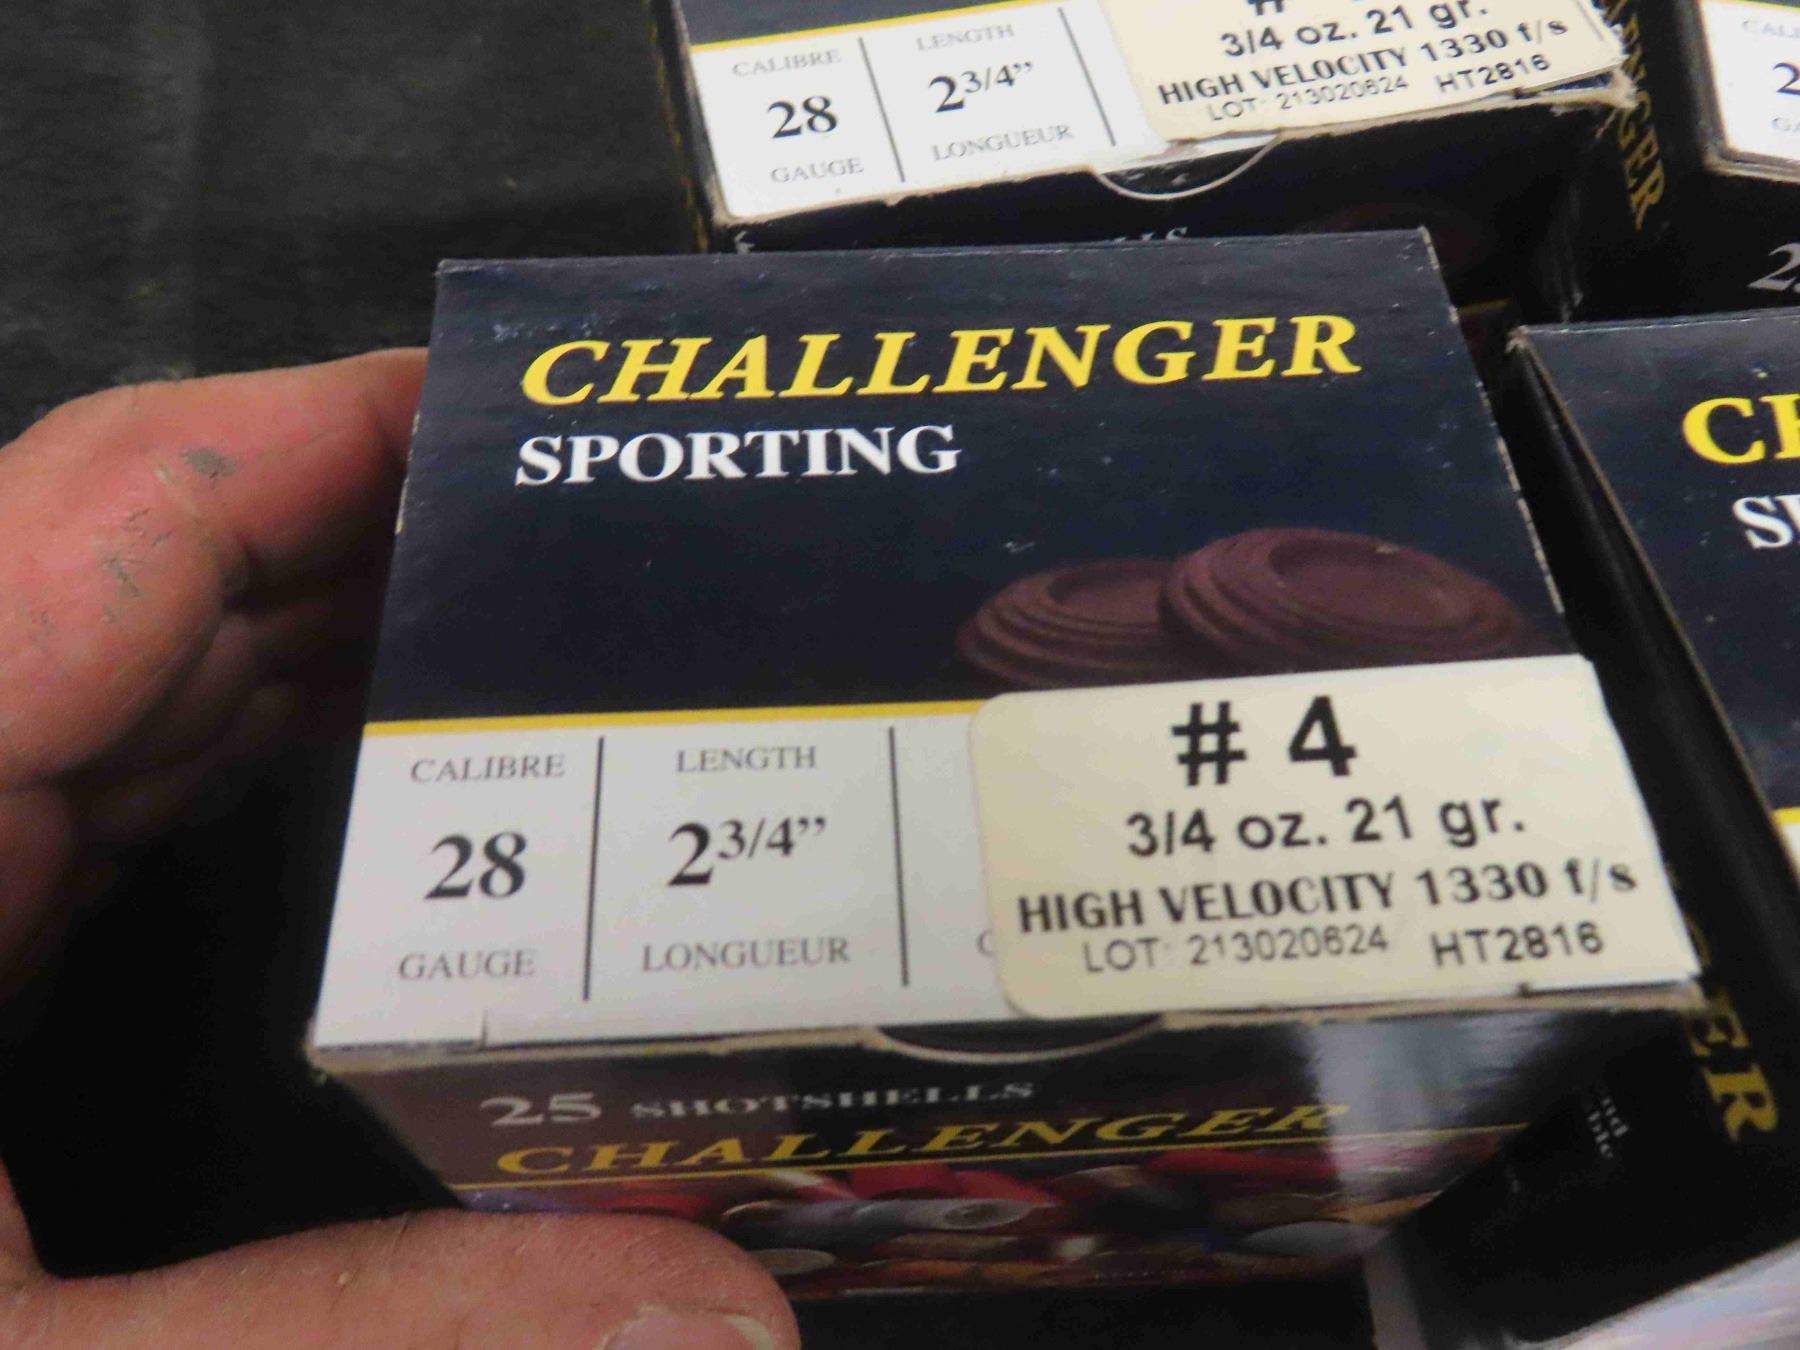 3/4 oz. 21 gr.
HIGH VELOCITY 1330 f/s
LOT: 213020624 HT2816
CALIBRE
28
GAUGE
LENGTH
2 3/4”
LONGUEUR
CHALLENGER
SPORTING
CALIBRE
28
GAUGE
LENGTH
2 3/4”
LONGUEUR
# 4
3/4 oz. 21 gr.
HIGH VELOCITY 1330 f/s
LOT: 213020624 HT2816
25 SHOTSHELLS
CHALLENGER